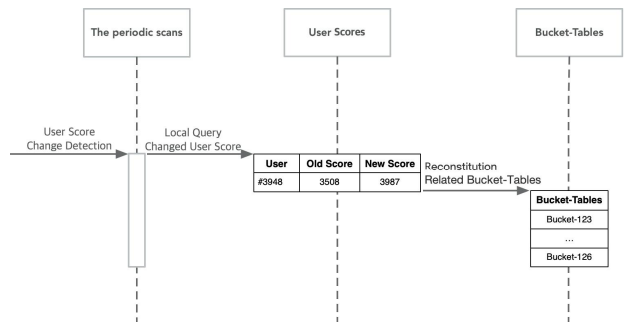 The periodic scans
User Scores
Bucket-Tables
User Score
Change Detection
Local Query
Changed User Score
User Old Score New Score
#3948 3508 3987
Reconstitution
Related Bucket-Tables
Bucket-Tables
Bucket-123
...
Bucket-126